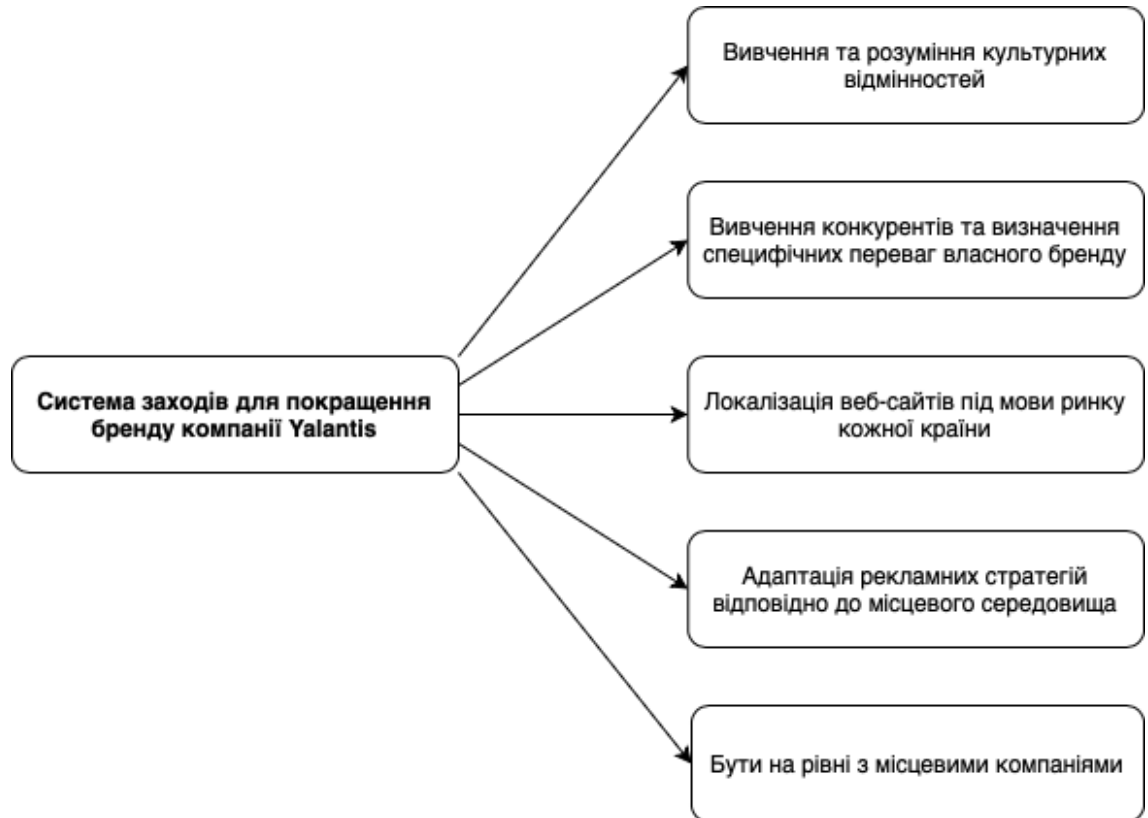 Вивчення та розуміння культурних
відмінностей
Вивчення конкурентів та визначення
специфічних переваг власного бренду
Система заходів для покращення
бренду компанії Yalantis
Локалізація веб-сайтів під мови ринку
кожної країни
Адаптація рекламних стратегій
відповідно до місцевого середовища
Бути на рівні з місцевими компаніями